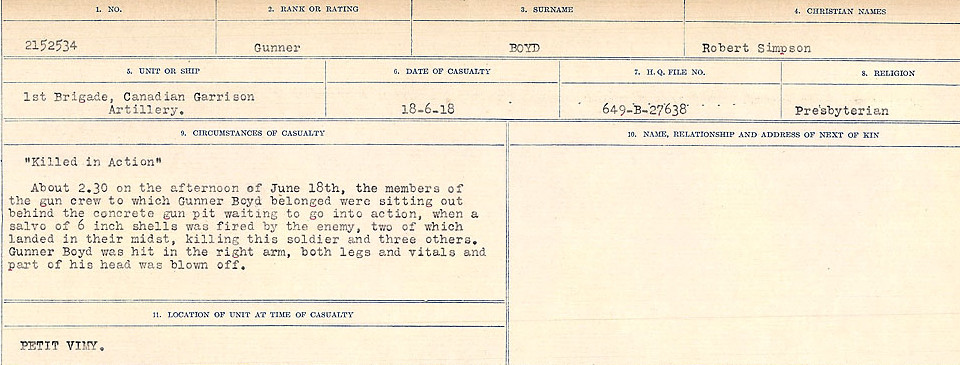 1. NO. 2. RANK OR RATING 3. SURNAME 4. CHRISTIAN NAMES
2152534 Gunner BOYD Robert Simpson
5. UNIT OR SHIP 6. DATE OF CASUALTY 7. H.Q. FILE NO. 8. RELIGION
1st Brigade, Canadian Garrison
Artillery. 18-6-18 649-B-27638 Presbyterian
9. CIRCUMSTANCES OF CASUALTY
"Killed in Action"
About 2.30 on the afternoon of June 18th, the members of
the gun crew to which Gunner Boyd belonged were sitting out
behind the concrete gun pit waiting to go into action, when a
salvo of 6 inch shells was fired by the enemy, two of which
landed in their midst, killing this soldier and three others.
Gunner Boyd was hit in the right arm, both legs and vitals and
part of his head was blown off.
10. NAME, RELATIONSHIP AND ADDRESS OF NEXT OF KIN
11. LOCATION OF UNIT AT TIME OF CASUALTY
PETIT VIMY.